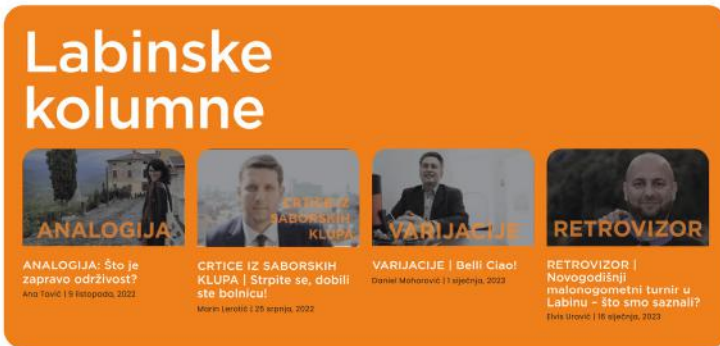 Labinske
kolumne
ANALOGIJA
CRTICE IZ
SABORSKIH
KLUPA
VARIJACIJE
RETROVIZOR
ANALOGIJA: Što je
zapravo održivost?
Ana Tović | 9 listopada, 2022
CRTICE IZ SABORSKIH
KLUPA | Strpite se, dobili
ste bolnicu!
Marin Lerotić | 25 srpnja, 2022
VARIJACIJE | Belli Ciao!
Daniel Mohorović | 1 siječnja, 2023
RETROVIZOR |
Novogodišnji
malonogometni turnir u
Labinu – što smo saznali?
Elvis Urović | 16 siječnja, 2023